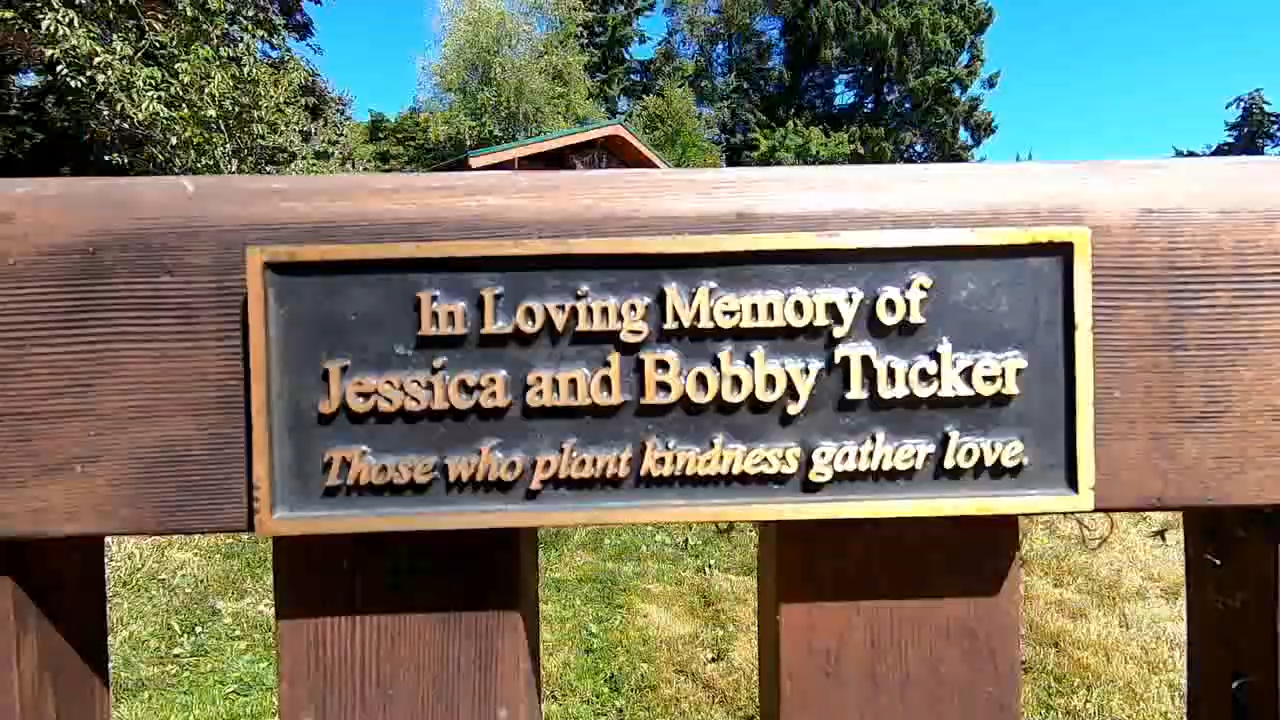 In Loving Memory of
Jessica and Bobby Tucker
Those who plant kindness gather love.